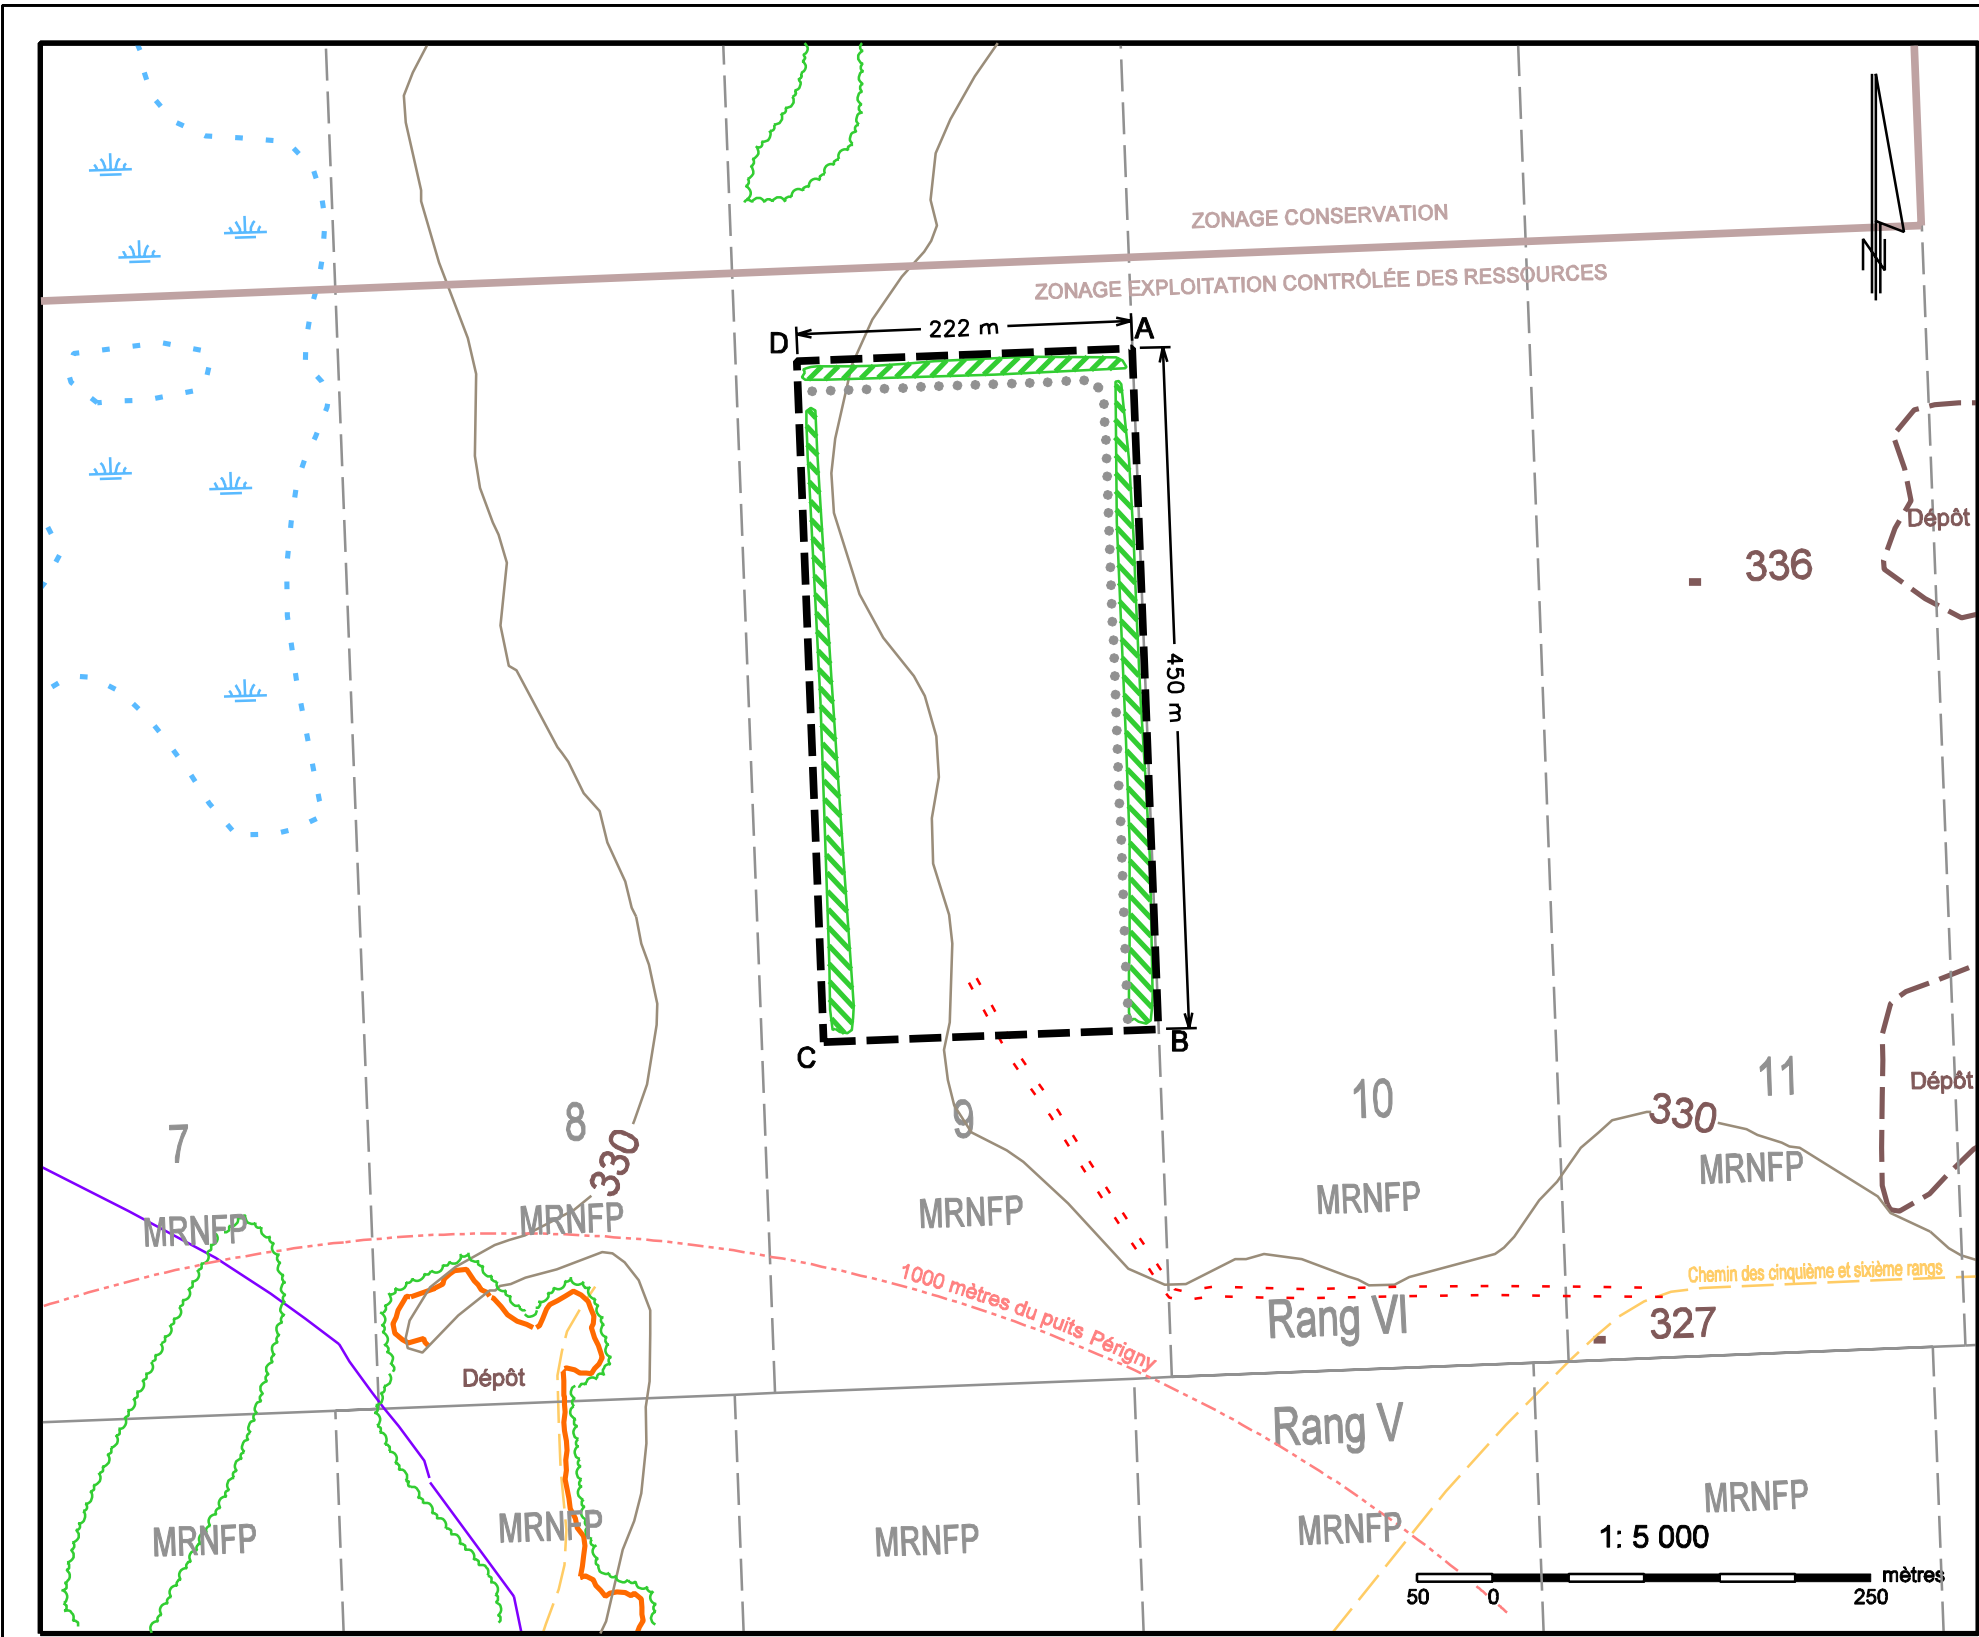 ZONAGE CONSERVATION
N
ZONAGE EXPLOITATION CONTRÔLÉE DES RESSOURCES
D
222 m
A
Dépôt
336
450 m
C
B
7
8
9
10
11
Dépôt
330
330
MRNFP
MRNFP
MRNFP
MRNFP
MRNFP
1000 mètres du puits Périgny
Chemin des cinquième et sixième rangs
Rang VI
327
Dépôt
Rang V
MRNFP
MRNFP
MRNFP
MRNFP
MRNFP
1: 5 000
mètres
50 0 250